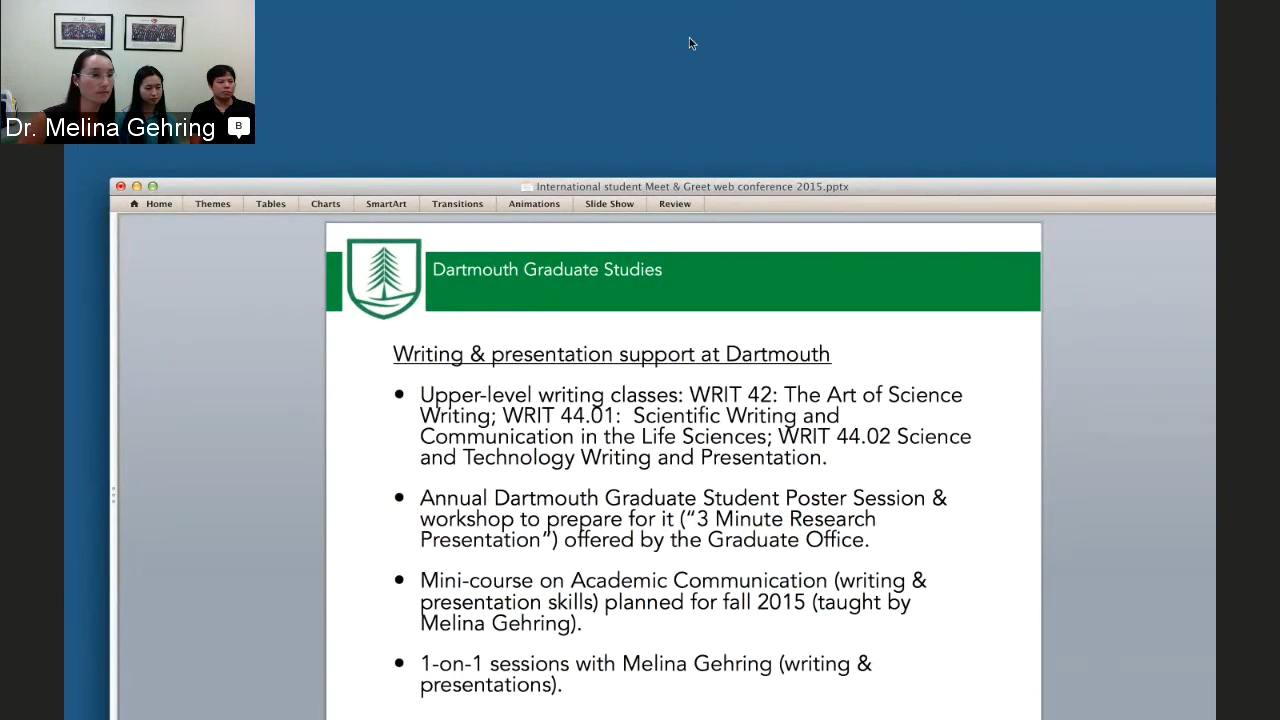 Dr. Melina Gehring
B
International student Meet & Greet web conference 2015.pptx
Home Themes Tables Charts SmartArt Transitions Animations Slide Show Review
Dartmouth Graduate Studies
Writing & presentation support at Dartmouth
• Upper-level writing classes: WRIT 42: The Art of Science
Writing; WRIT 44.01: Scientific Writing and
Communication in the Life Sciences; WRIT 44.02 Science
and Technology Writing and Presentation.
• Annual Dartmouth Graduate Student Poster Session &
workshop to prepare for it (“3 Minute Research
Presentation”) offered by the Graduate Office.
• Mini-course on Academic Communication (writing &
presentation skills) planned for fall 2015 (taught by
Melina Gehring).
• 1-on-1 sessions with Melina Gehring (writing &
presentations).